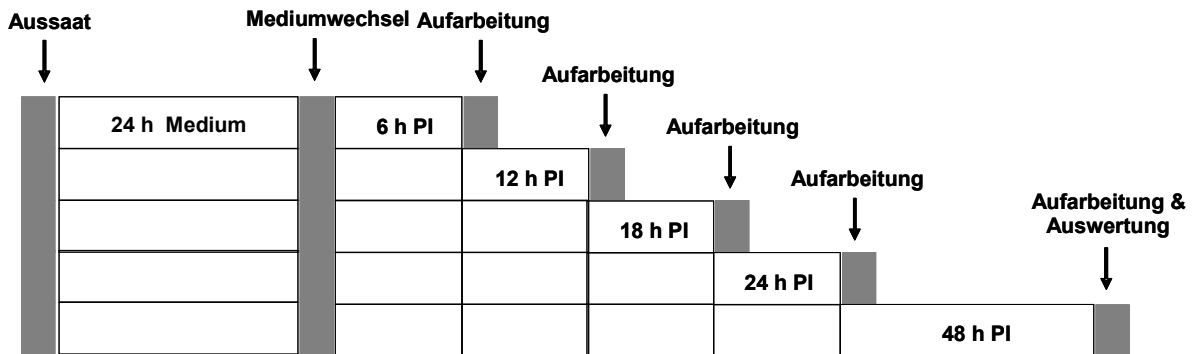 Aussaat
Mediumwechsel
Aufarbeitung
Aufarbeitung
Aufarbeitung
Aufarbeitung
Aufarbeitung &
Auswertung
24 h Medium
6 h PI
12 h PI
18 h PI
24 h PI
48 h PI